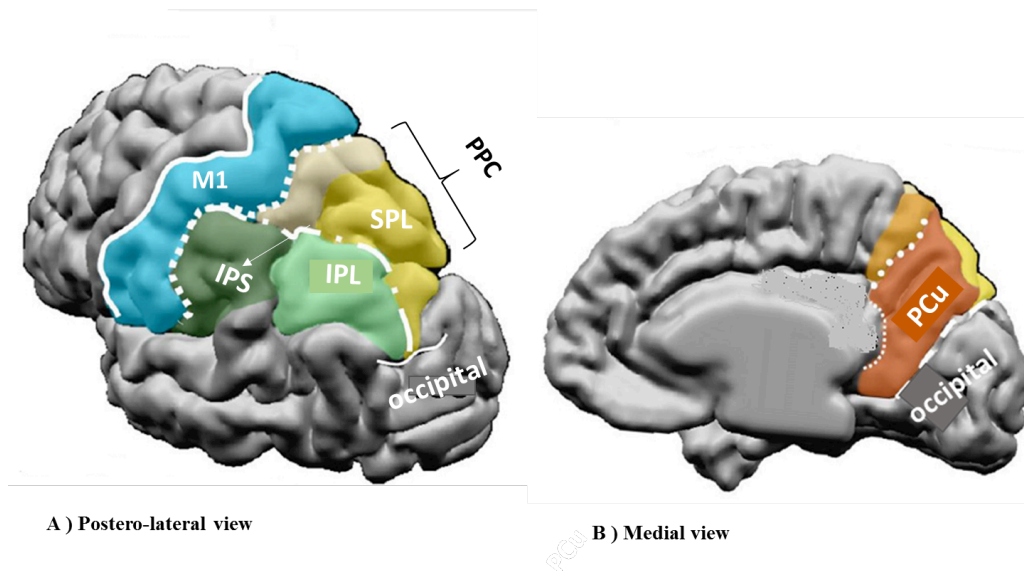 PPC
M1
SPL
IPS
IPL
occipital
A ) Postero-lateral view
PCu
occipital
PCu
B ) Medial view